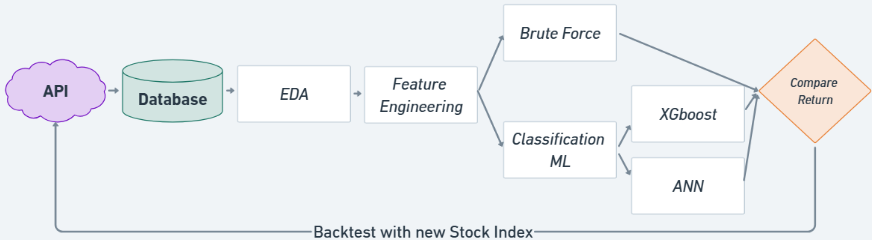 API
Database
EDA
Feature
Engineering
Brute Force
Classification
ML
XGboost
ANN
Compare
Return
Backtest with new Stock Index